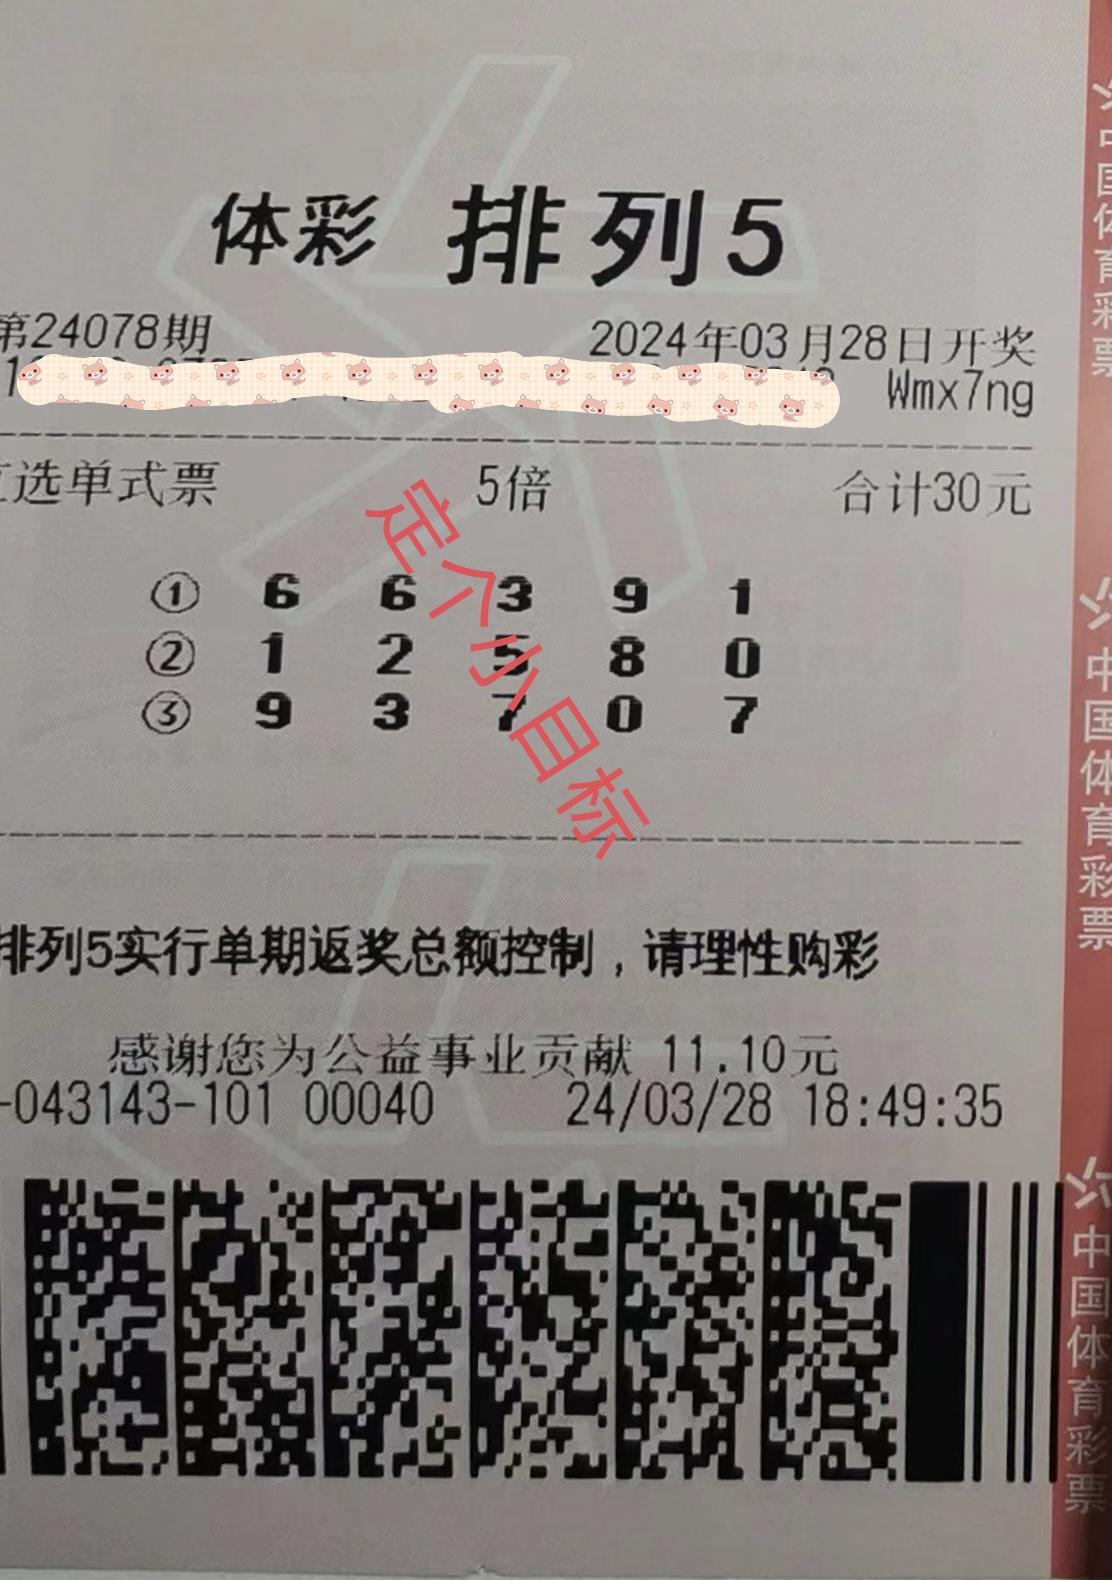 体彩 排列5
第24078期 2024年03月28日开奖
Wmx7ng
直选单式票 5倍 合计30元
① 6 6 3 9 1
② 1 2 5 8 0
③ 9 3 7 0 7
定个小目标
排列5实行单期返奖总额控制，请理性购彩
感谢您为公益事业贡献 11.10元
-043143-101 00040 24/03/28 18:49:35
中国体育彩票
中国体育彩票
中国体育彩票